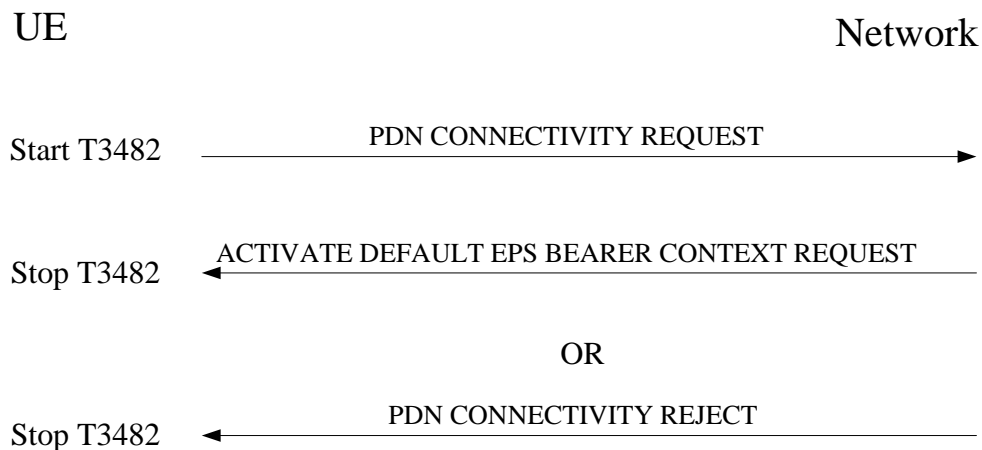 UE
Network
Start T3482
PDN CONNECTIVITY REQUEST
Stop T3482
ACTIVATE DEFAULT EPS BEARER CONTEXT REQUEST
OR
Stop T3482
PDN CONNECTIVITY REJECT